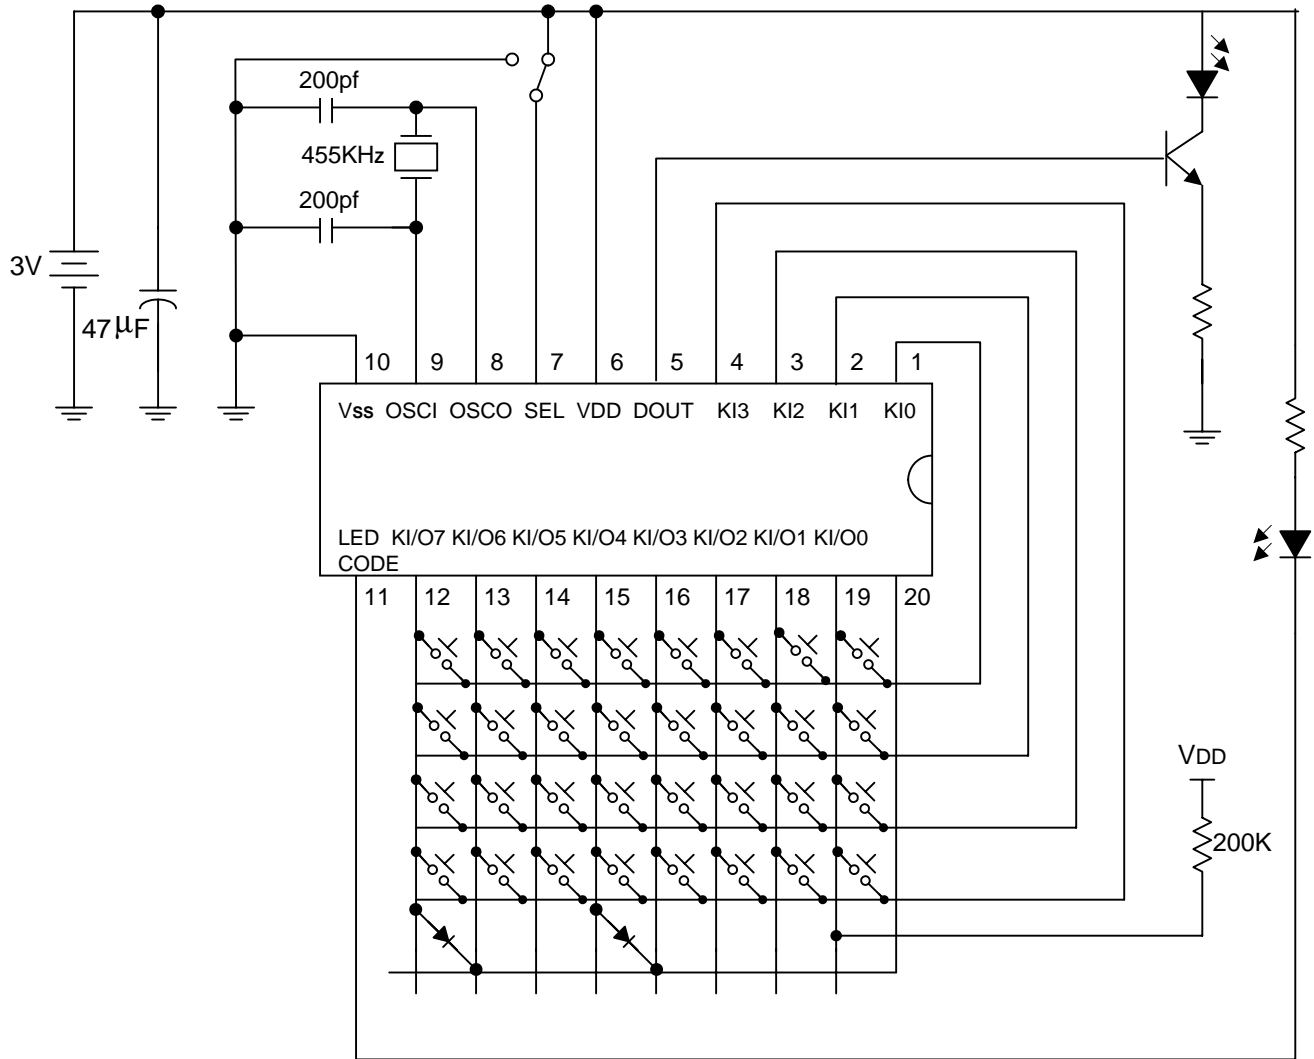 200pf
455KHz
200pf
3V
47µF
10 9 8 7 6 5 4 3 2 1
Vss OSCI OSCO SEL VDD DOUT KI3 KI2 KI1 KI0
LED KI/O7 KI/O6 KI/O5 KI/O4 KI/O3 KI/O2 KI/O1 KI/O0
CODE
11 12 13 14 15 16 17 18 19 20
VDD
200K